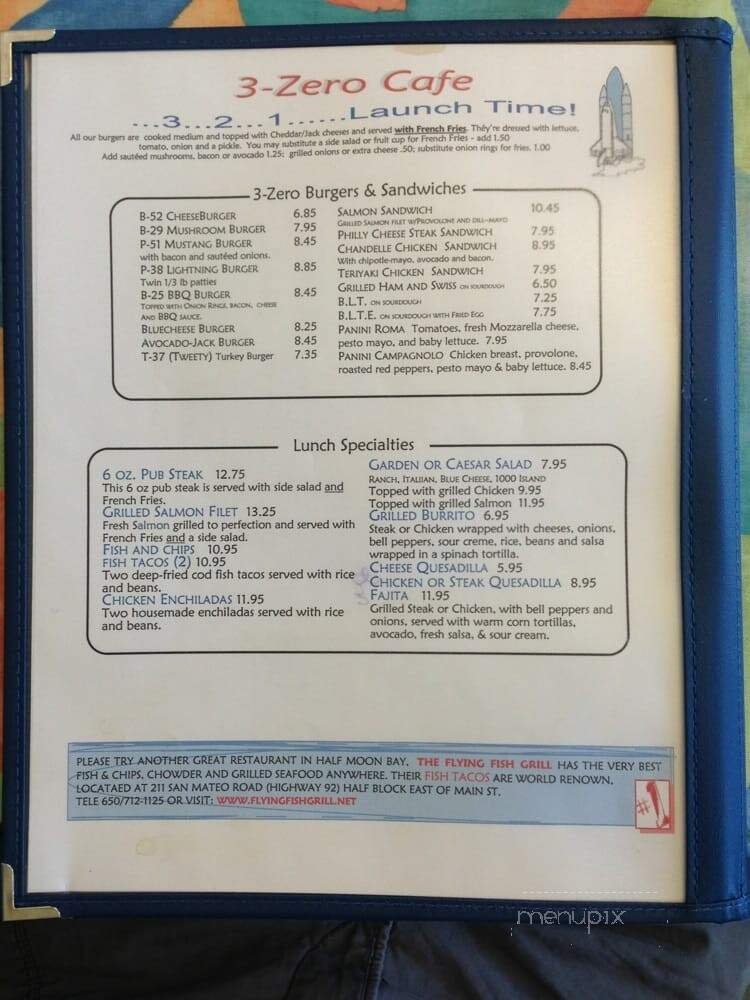 3-Zero Cafe
...3...2...1......Launch Time!
All our burgers are cooked medium and topped with Cheddar/Jack cheeses and served with French Fries. They're dressed with lettuce,
tomato, onion and a pickle. You may substitute a side salad or fruit cup for French Fries - add 1.50
Add sautéed mushrooms, bacon or avocado 1.25; grilled onions or extra cheese .50; substitute onion rings for fries. 1.00
3-Zero Burgers & Sandwiches
B-52 CHEESEBURGER 6.85
B-29 MUSHROOM BURGER 7.95
P-51 MUSTANG BURGER 8.45
with bacon and sautéed onions.
P-38 LIGHTNING BURGER 8.85
Twin 1/3 lb patties
B-25 BBQ BURGER 8.45
TOPPED WITH ONION RINGS, BACON, CHEESE
AND BBQ SAUCE.
BLUECHEESE BURGER 8.25
AVOCADO-JACK BURGER 8.45
T-37 (TWEETY) Turkey Burger 7.35
SALMON SANDWICH 10.45
GRILLED SALMON FILET W/PROVOLONE AND DILL-MAYO
PHILLY CHEESE STEAK SANDWICH 7.95
CHANDELLE CHICKEN SANDWICH 8.95
With chipotle-mayo, avocado and bacon.
TERIYAKI CHICKEN SANDWICH 7.95
GRILLED HAM AND SWISS ON SOURDOUGH 6.50
B.L.T. ON SOURDOUGH 7.25
B.L.T.E. ON SOURDOUGH WITH FRIED EGG 7.75
PANINI ROMA Tomatoes, fresh Mozzarella cheese,
pesto mayo, and baby lettuce. 7.95
PANINI CAMPAGNOLO Chicken breast, provolone,
roasted red peppers, pesto mayo & baby lettuce. 8.45
Lunch Specialties
6 OZ. PUB STEAK 12.75
This 6 oz pub steak is served with side salad and
French Fries.
GRILLED SALMON FILET 13.25
Fresh Salmon grilled to perfection and served with
French Fries and a side salad.
FISH AND CHIPS 10.95
FISH TACOS (2) 10.95
Two deep-fried cod fish tacos served with rice
and beans.
CHICKEN ENCHILADAS 11.95
Two housemade enchiladas served with rice
and beans.
GARDEN OR CAESAR SALAD 7.95
RANCH, ITALIIAN, BLUE CHEESE, 1000 ISLAND
Topped with grilled Chicken 9.95
Topped with grilled Salmon 11.95
GRILLED BURRITO 6.95
Steak or Chicken wrapped with cheeses, onions,
bell peppers, sour creme, rice, beans and salsa
wrapped in a spinach tortilla.
CHEESE QUESADILLA 5.95
CHICKEN OR STEAK QUESADILLA 8.95
FAJITA 11.95
Grilled Steak or Chicken, with bell peppers and
onions, served with warm corn tortillas,
avocado, fresh salsa, & sour cream.
PLEASE TRY ANOTHER GREAT RESTAURANT IN HALF MOON BAY. THE FLYING FISH GRILL HAS THE VERY BEST
FISH & CHIPS, CHOWDER AND GRILLED SEAFOOD ANYWHERE. THEIR FISH TACOS ARE WORLD RENOWN.
LOCATAED AT 211 SAN MATEO ROAD (HIGHWAY 92) HALF BLOCK EAST OF MAIN ST.
TELE 650/712-1125 OR VISIT: WWW.FLYINGFISHGRILL.NET
#1
menupix